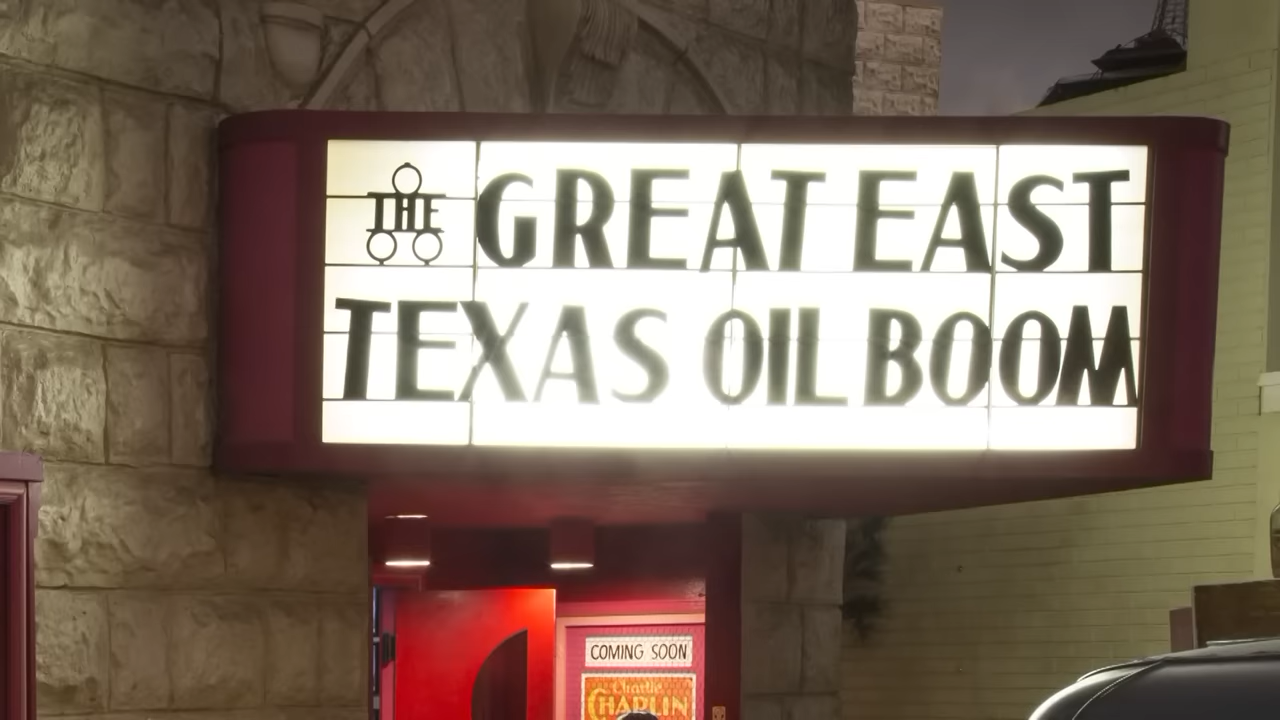 THE GREAT EAST
TEXAS OIL BOOM
COMING SOON
Charlie
CHAPLIN